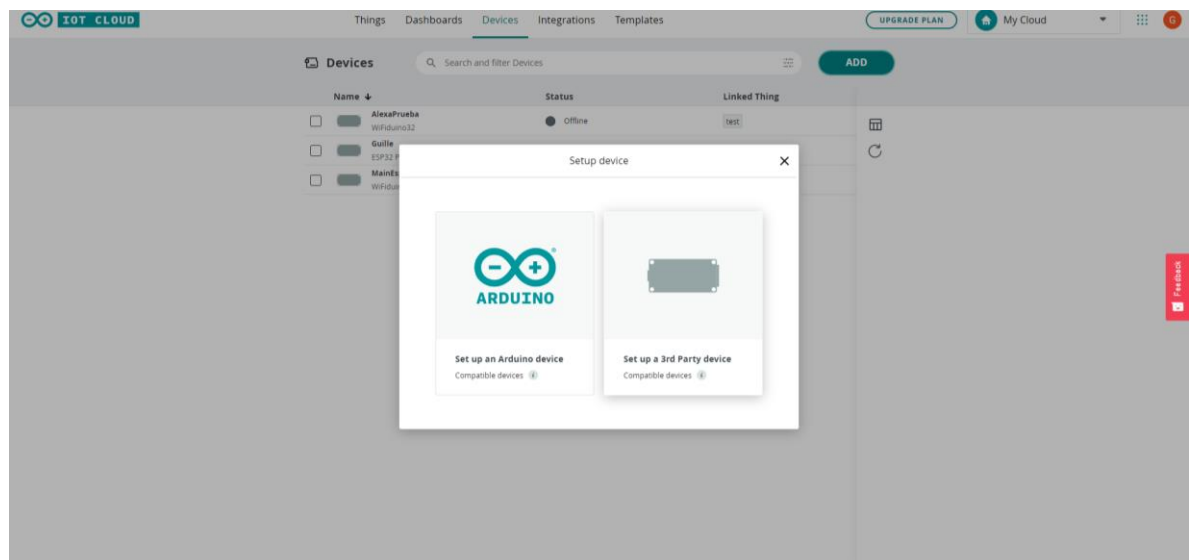 IOT CLOUD Things Dashboards Devices Integrations Templates UPGRADE PLAN My Cloud G
Devices Search and filter Devices ADD
Name Status Linked Thing
AlexaPrueba
WiFiduino32 Offline test
Guille
ESP32 P
Setup device
MainEs
WiFidui
ARDUINO
Set up an Arduino device Set up a 3rd Party device
Compatible devices i Compatible devices i
Feedback